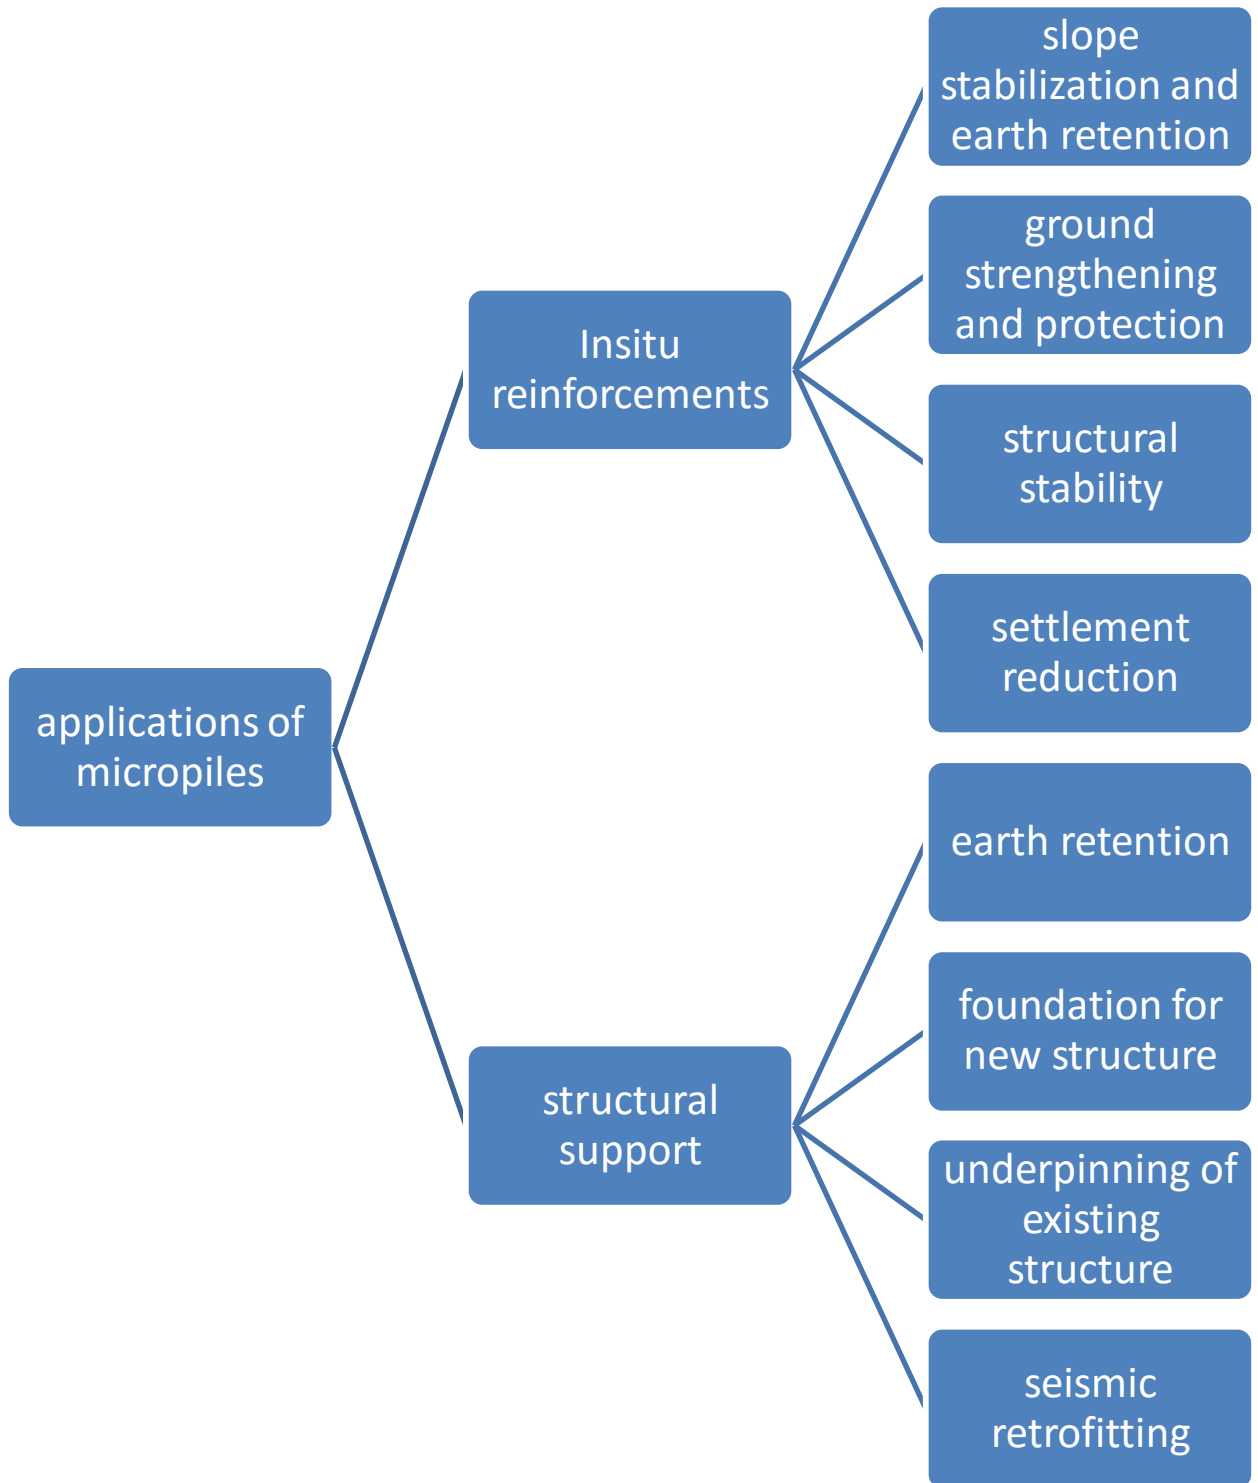 slope
stabilization and
earth retention
ground
strengthening
and protection
Insitu
reinforcements
structural
stability
settlement
reduction
applications of
micropiles
earth retention
foundation for
new structure
structural
support
underpinning of
existing
structure
seismic
retrofitting